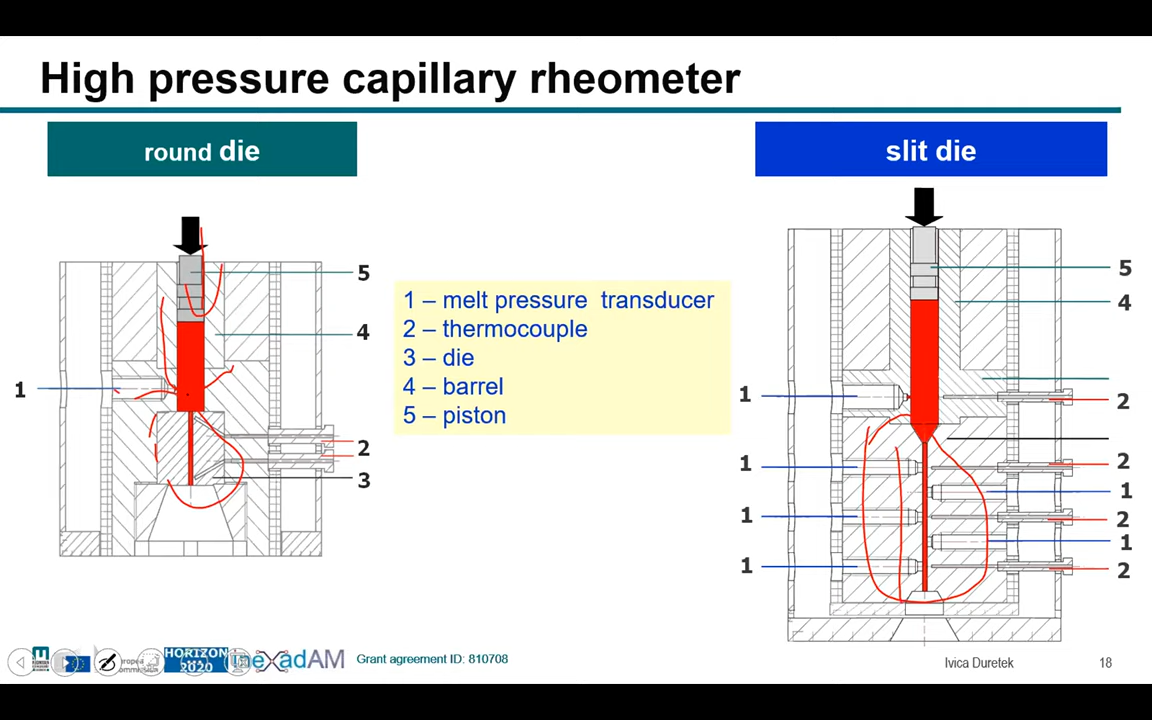 High pressure capillary rheometer
round die
slit die
5
4
1
2
3
1 – melt pressure transducer
2 – thermocouple
3 – die
4 – barrel
5 – piston
5
4
1
2
1
2
1
1
2
1
1
2
HORIZON
2020
exadAM
Grant agreement ID: 810708
Ivica Duretek
18